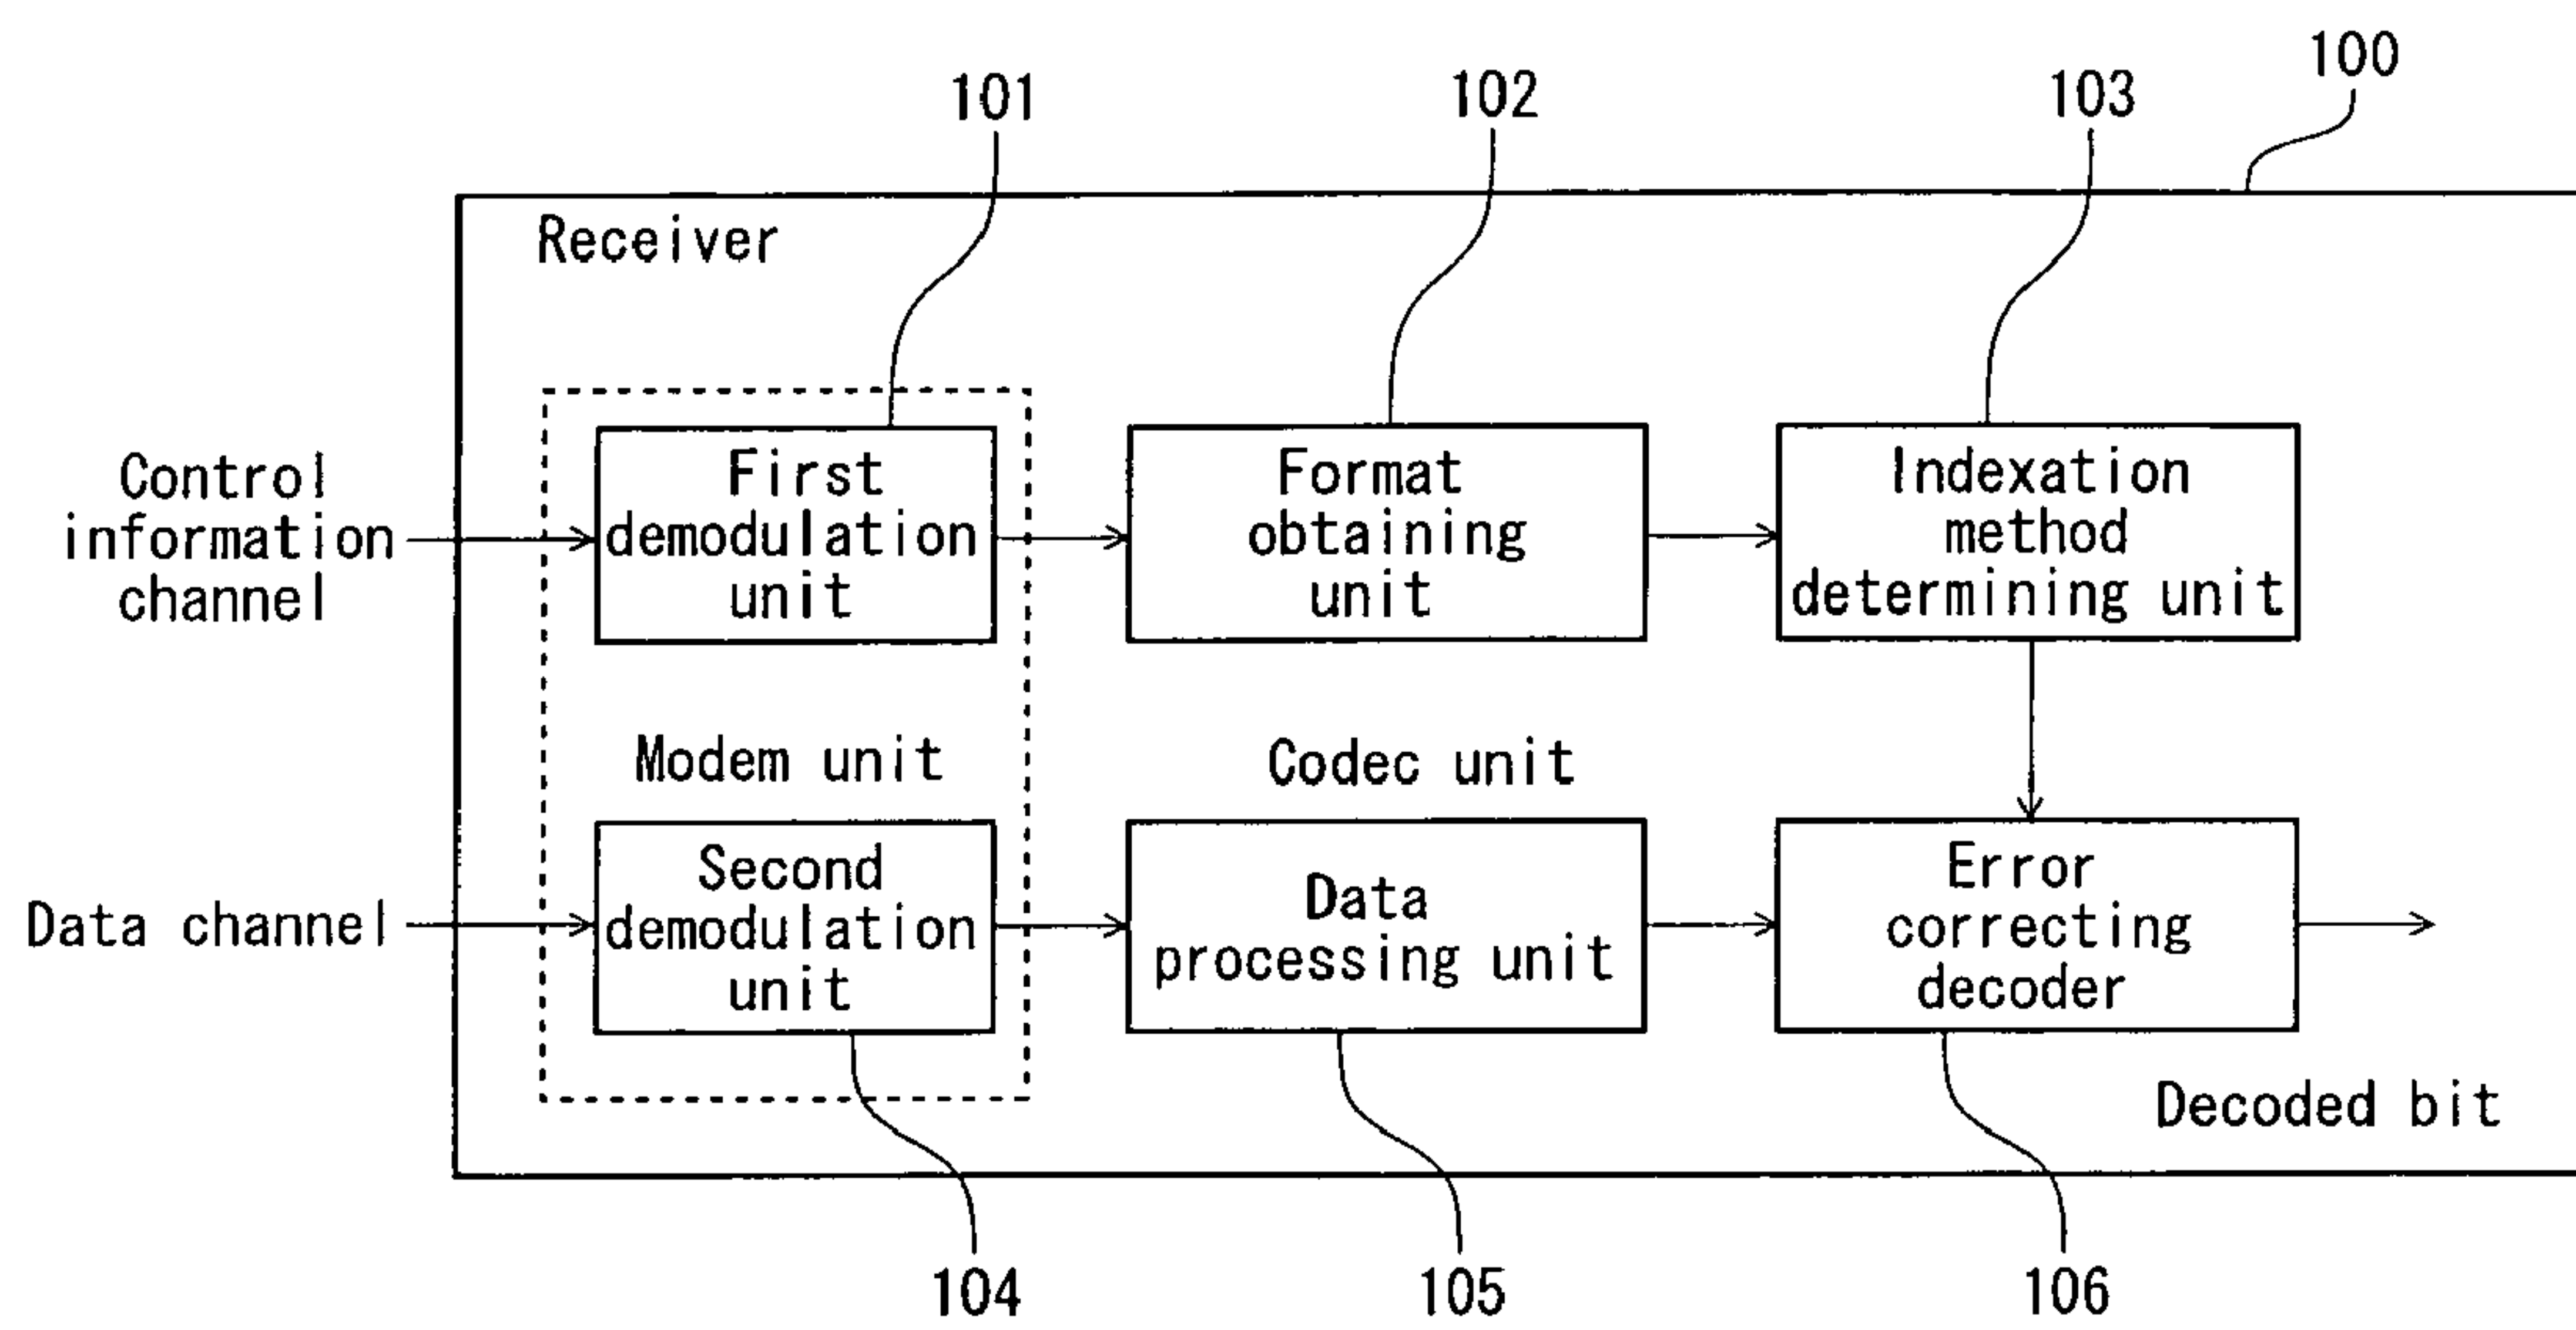 100
101
102
103
Receiver
Control
information
channel
First
demodulation
unit
Format
obtaining
unit
Indexation
method
determining unit
Modem unit
Codec unit
Data channel
Second
demodulation
unit
Data
processing unit
Error
correcting
decoder
Decoded bit
104
105
106